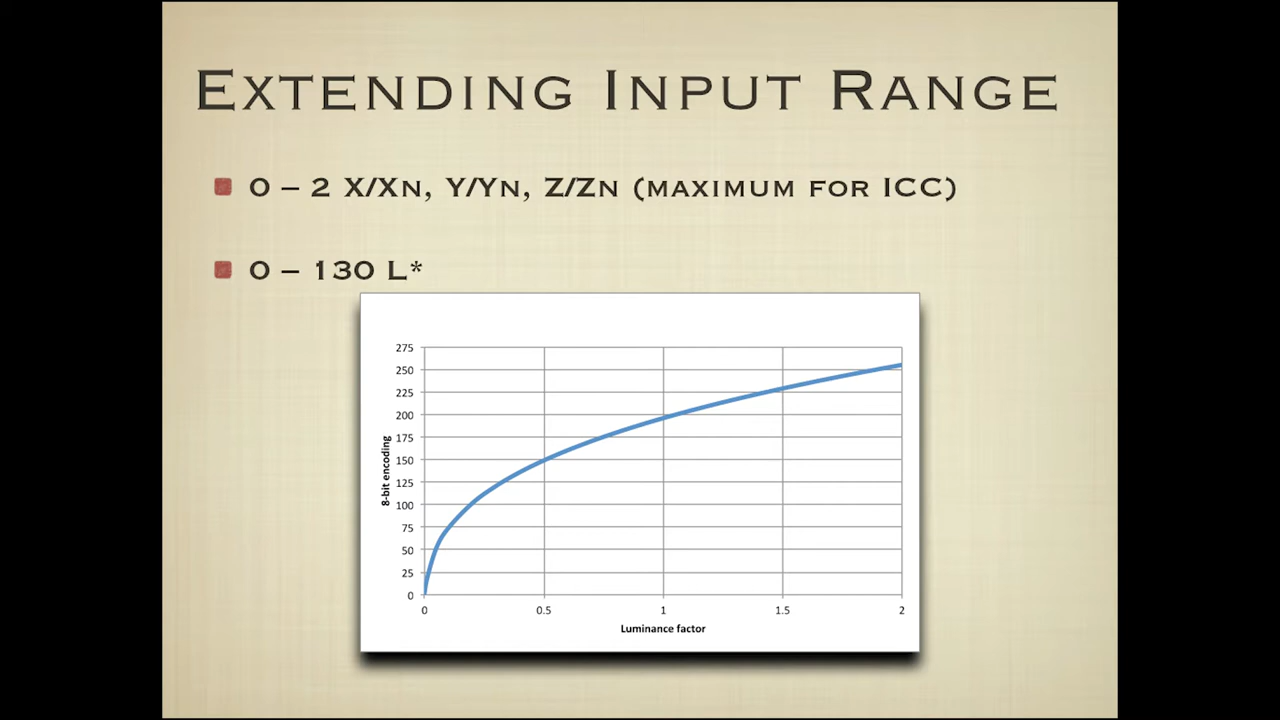 Extending Input Range
0 – 2 X/Xn, Y/Yn, Z/Zn (maximum for ICC)
0 – 130 L*
275
250
225
200
175
150
125
100
75
50
25
0
8-bit encoding
0 0.5 1 1.5 2
Luminance factor